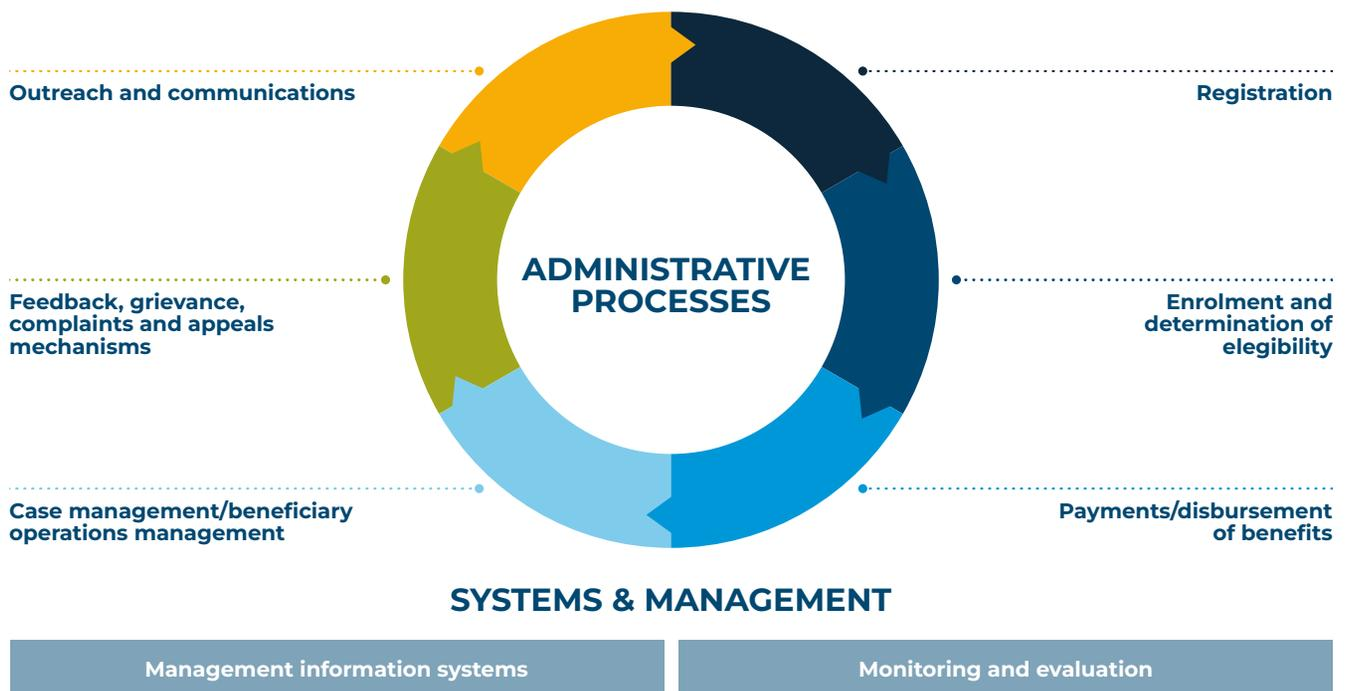 Outreach and communications
Registration
ADMINISTRATIVE
PROCESSES
Feedback, grievance,
complaints and appeals
mechanisms
Enrolment and
determination of
elegibility
Case management/beneficiary
operations management
Payments/disbursement
of benefits
SYSTEMS & MANAGEMENT
Management information systems
Monitoring and evaluation